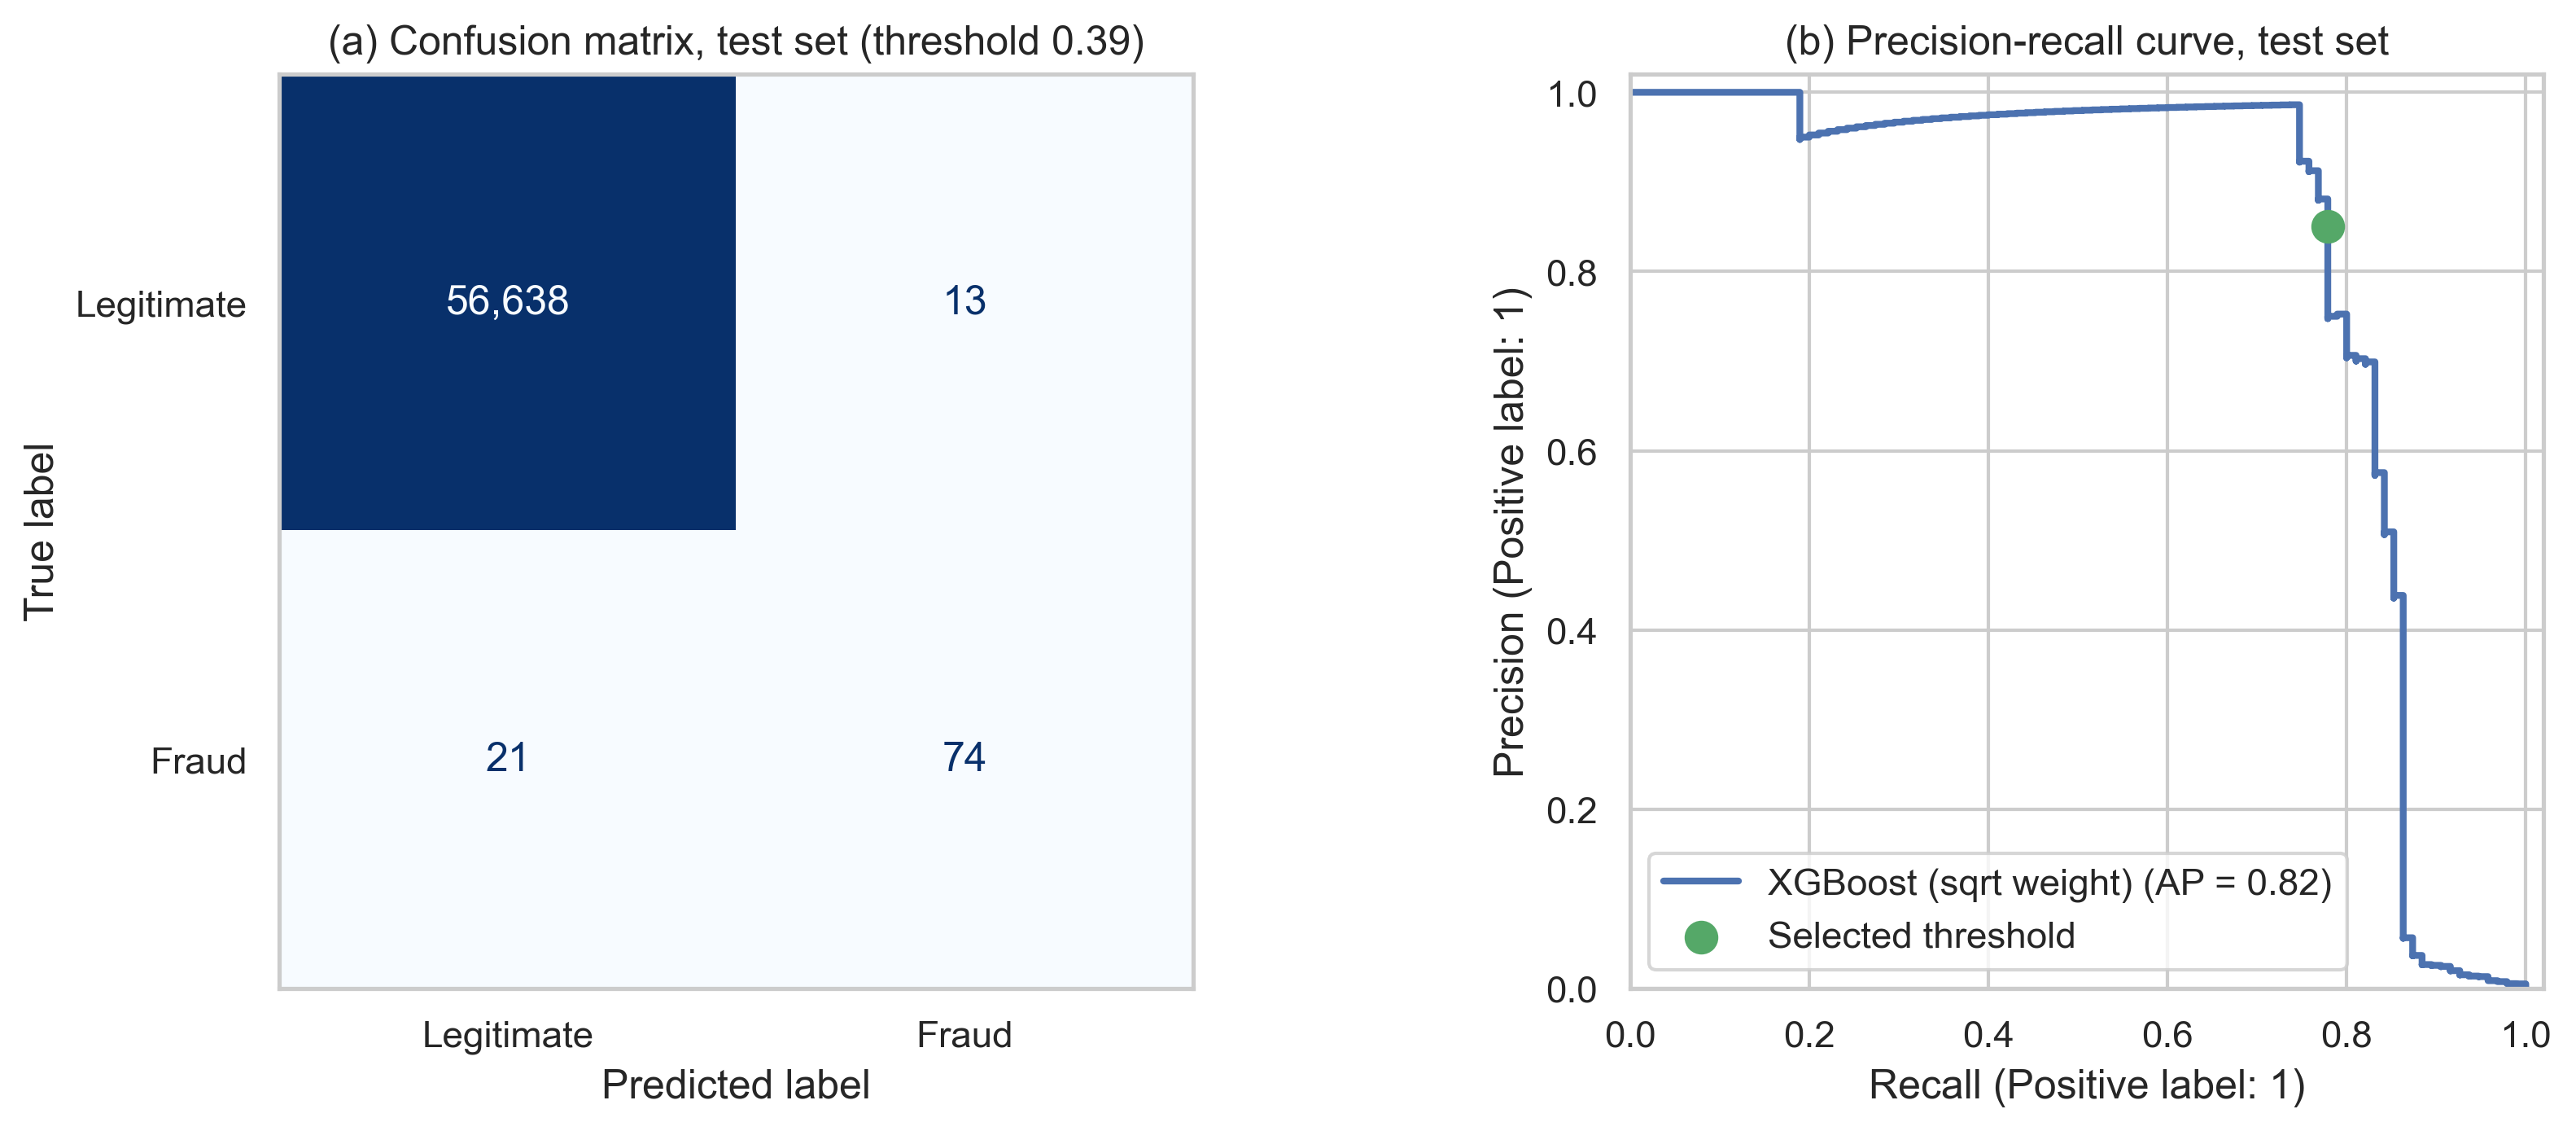 (a) Confusion matrix, test set (threshold 0.39)
True label
Legitimate
56,638
13
Fraud
21
74
Legitimate
Fraud
Predicted label
(b) Precision-recall curve, test set
Precision (Positive label: 1)
1.0
0.8
0.6
0.4
0.2
0.0
XGBoost (sqrt weight) (AP = 0.82)
Selected threshold
0.0
0.2
0.4
0.6
0.8
1.0
Recall (Positive label: 1)